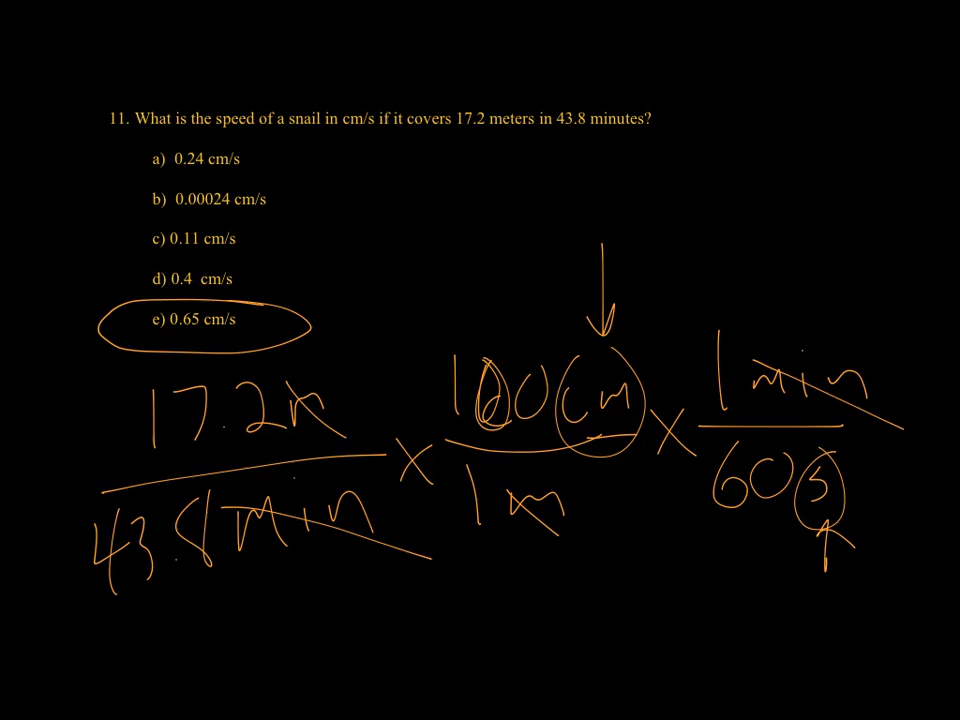 11. What is the speed of a snail in cm/s if it covers 17.2 meters in 43.8 minutes?
a) 0.24 cm/s
b) 0.00024 cm/s
c) 0.11 cm/s
d) 0.4 cm/s
e) 0.65 cm/s
17.2m × 100cm × 1min
43.8min 1m 60s